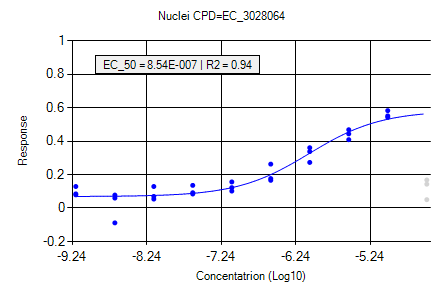 Nuclei CPD=EC_3028064
1
EC_50 = 8.54E-007 | R2 = 0.94
0.8
0.6
Response
0.4
0.2
0
-0.2
-9.24 -8.24 -7.24 -6.24 -5.24
Concentatrion (Log10)